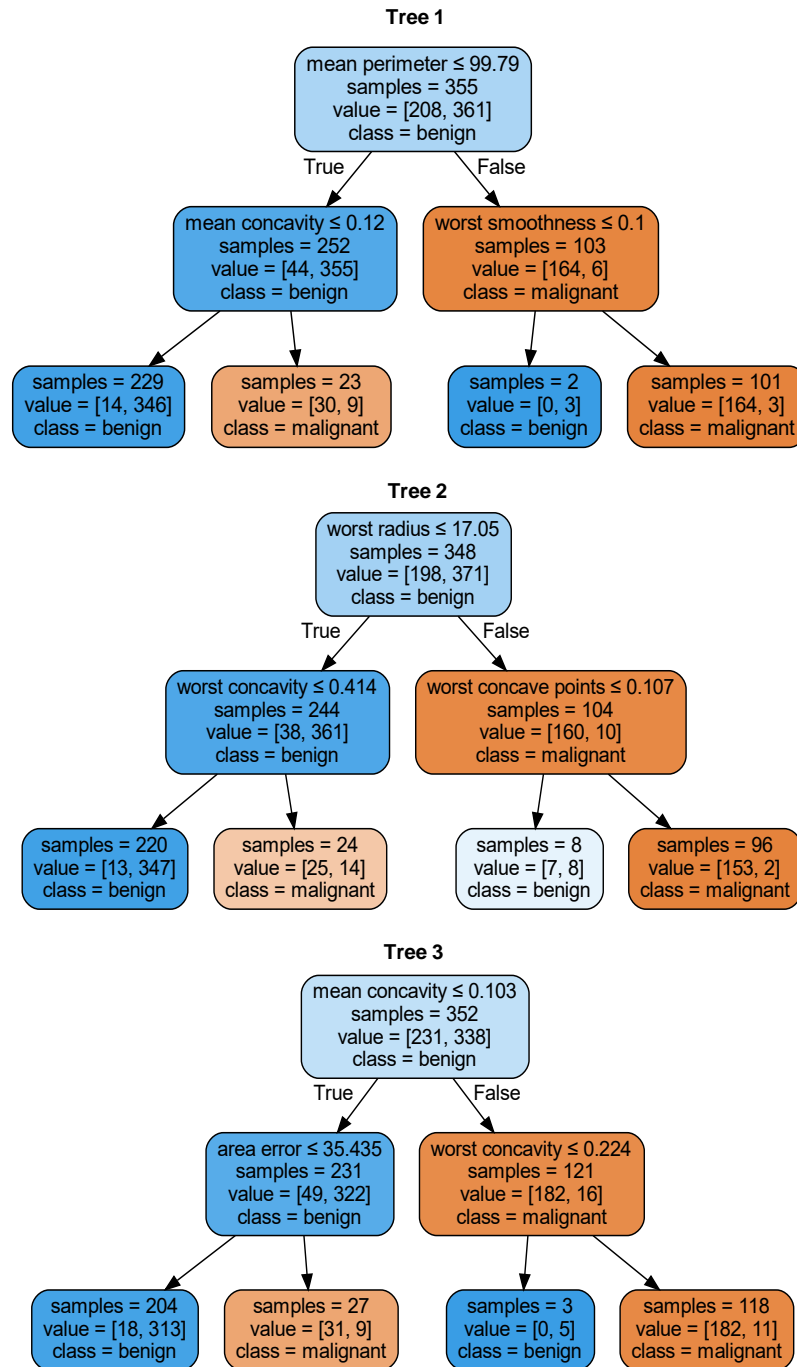 Tree 1
mean perimeter ≤ 99.79
samples = 355
value = [208, 361]
class = benign
True
False
mean concavity ≤ 0.12
samples = 252
value = [44, 355]
class = benign
worst smoothness ≤ 0.1
samples = 103
value = [164, 6]
class = malignant
samples = 229
value = [14, 346]
class = benign
samples = 23
value = [30, 9]
class = malignant
samples = 2
value = [0, 3]
class = benign
samples = 101
value = [164, 3]
class = malignant
Tree 2
worst radius ≤ 17.05
samples = 348
value = [198, 371]
class = benign
True
False
worst concavity ≤ 0.414
samples = 244
value = [38, 361]
class = benign
worst concave points ≤ 0.107
samples = 104
value = [160, 10]
class = malignant
samples = 220
value = [13, 347]
class = benign
samples = 24
value = [25, 14]
class = malignant
samples = 8
value = [7, 8]
class = benign
samples = 96
value = [153, 2]
class = malignant
Tree 3
mean concavity ≤ 0.103
samples = 352
value = [231, 338]
class = benign
True
False
area error ≤ 35.435
samples = 231
value = [49, 322]
class = benign
worst concavity ≤ 0.224
samples = 121
value = [182, 16]
class = malignant
samples = 204
value = [18, 313]
class = benign
samples = 27
value = [31, 9]
class = malignant
samples = 3
value = [0, 5]
class = benign
samples = 118
value = [182, 11]
class = malignant